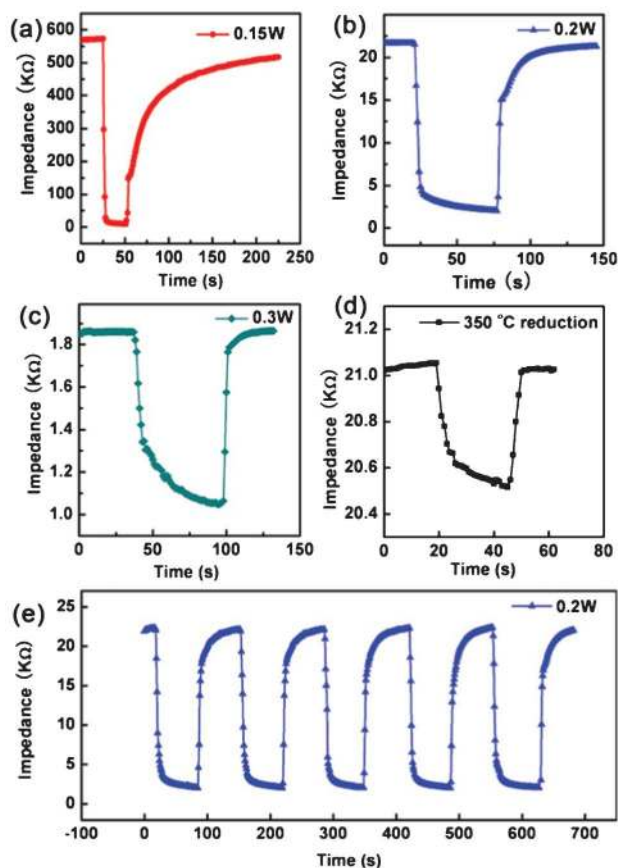 (a)
0.15W
600
500
400
300
200
100
0
Impedance (KΩ)
0 50 100 150 200 250
Time (s)
(b)
0.2W
20
15
10
5
0
Impedance (KΩ)
0 50 100 150
Time (s)
(c)
0.3W
1.8
1.6
1.4
1.2
1.0
Impedance (KΩ)
0 50 100 150
Time (s)
(d)
350 °C reduction
21.2
21.0
20.8
20.6
20.4
Impedance (KΩ)
0 20 40 60 80
Time (s)
(e)
0.2W
25
20
15
10
5
0
Impedance (KΩ)
-100 0 100 200 300 400 500 600 700
Time (s)